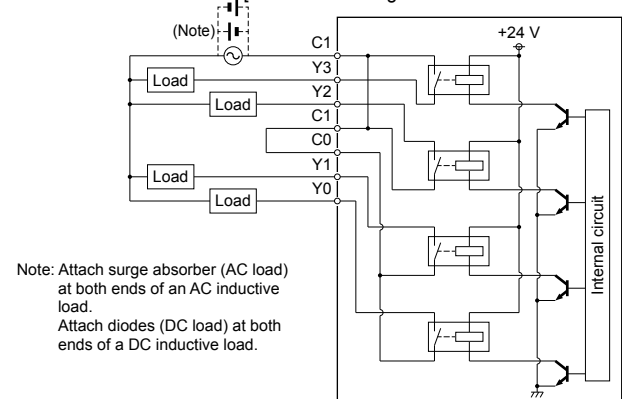 (Note)
C1
+24 V
Y3
Load
Y2
Load
C1
C0
Y1
Load
Y0
Load
Internal circuit
Note: Attach surge absorber (AC load)
at both ends of an AC inductive
load.
Attach diodes (DC load) at both
ends of a DC inductive load.